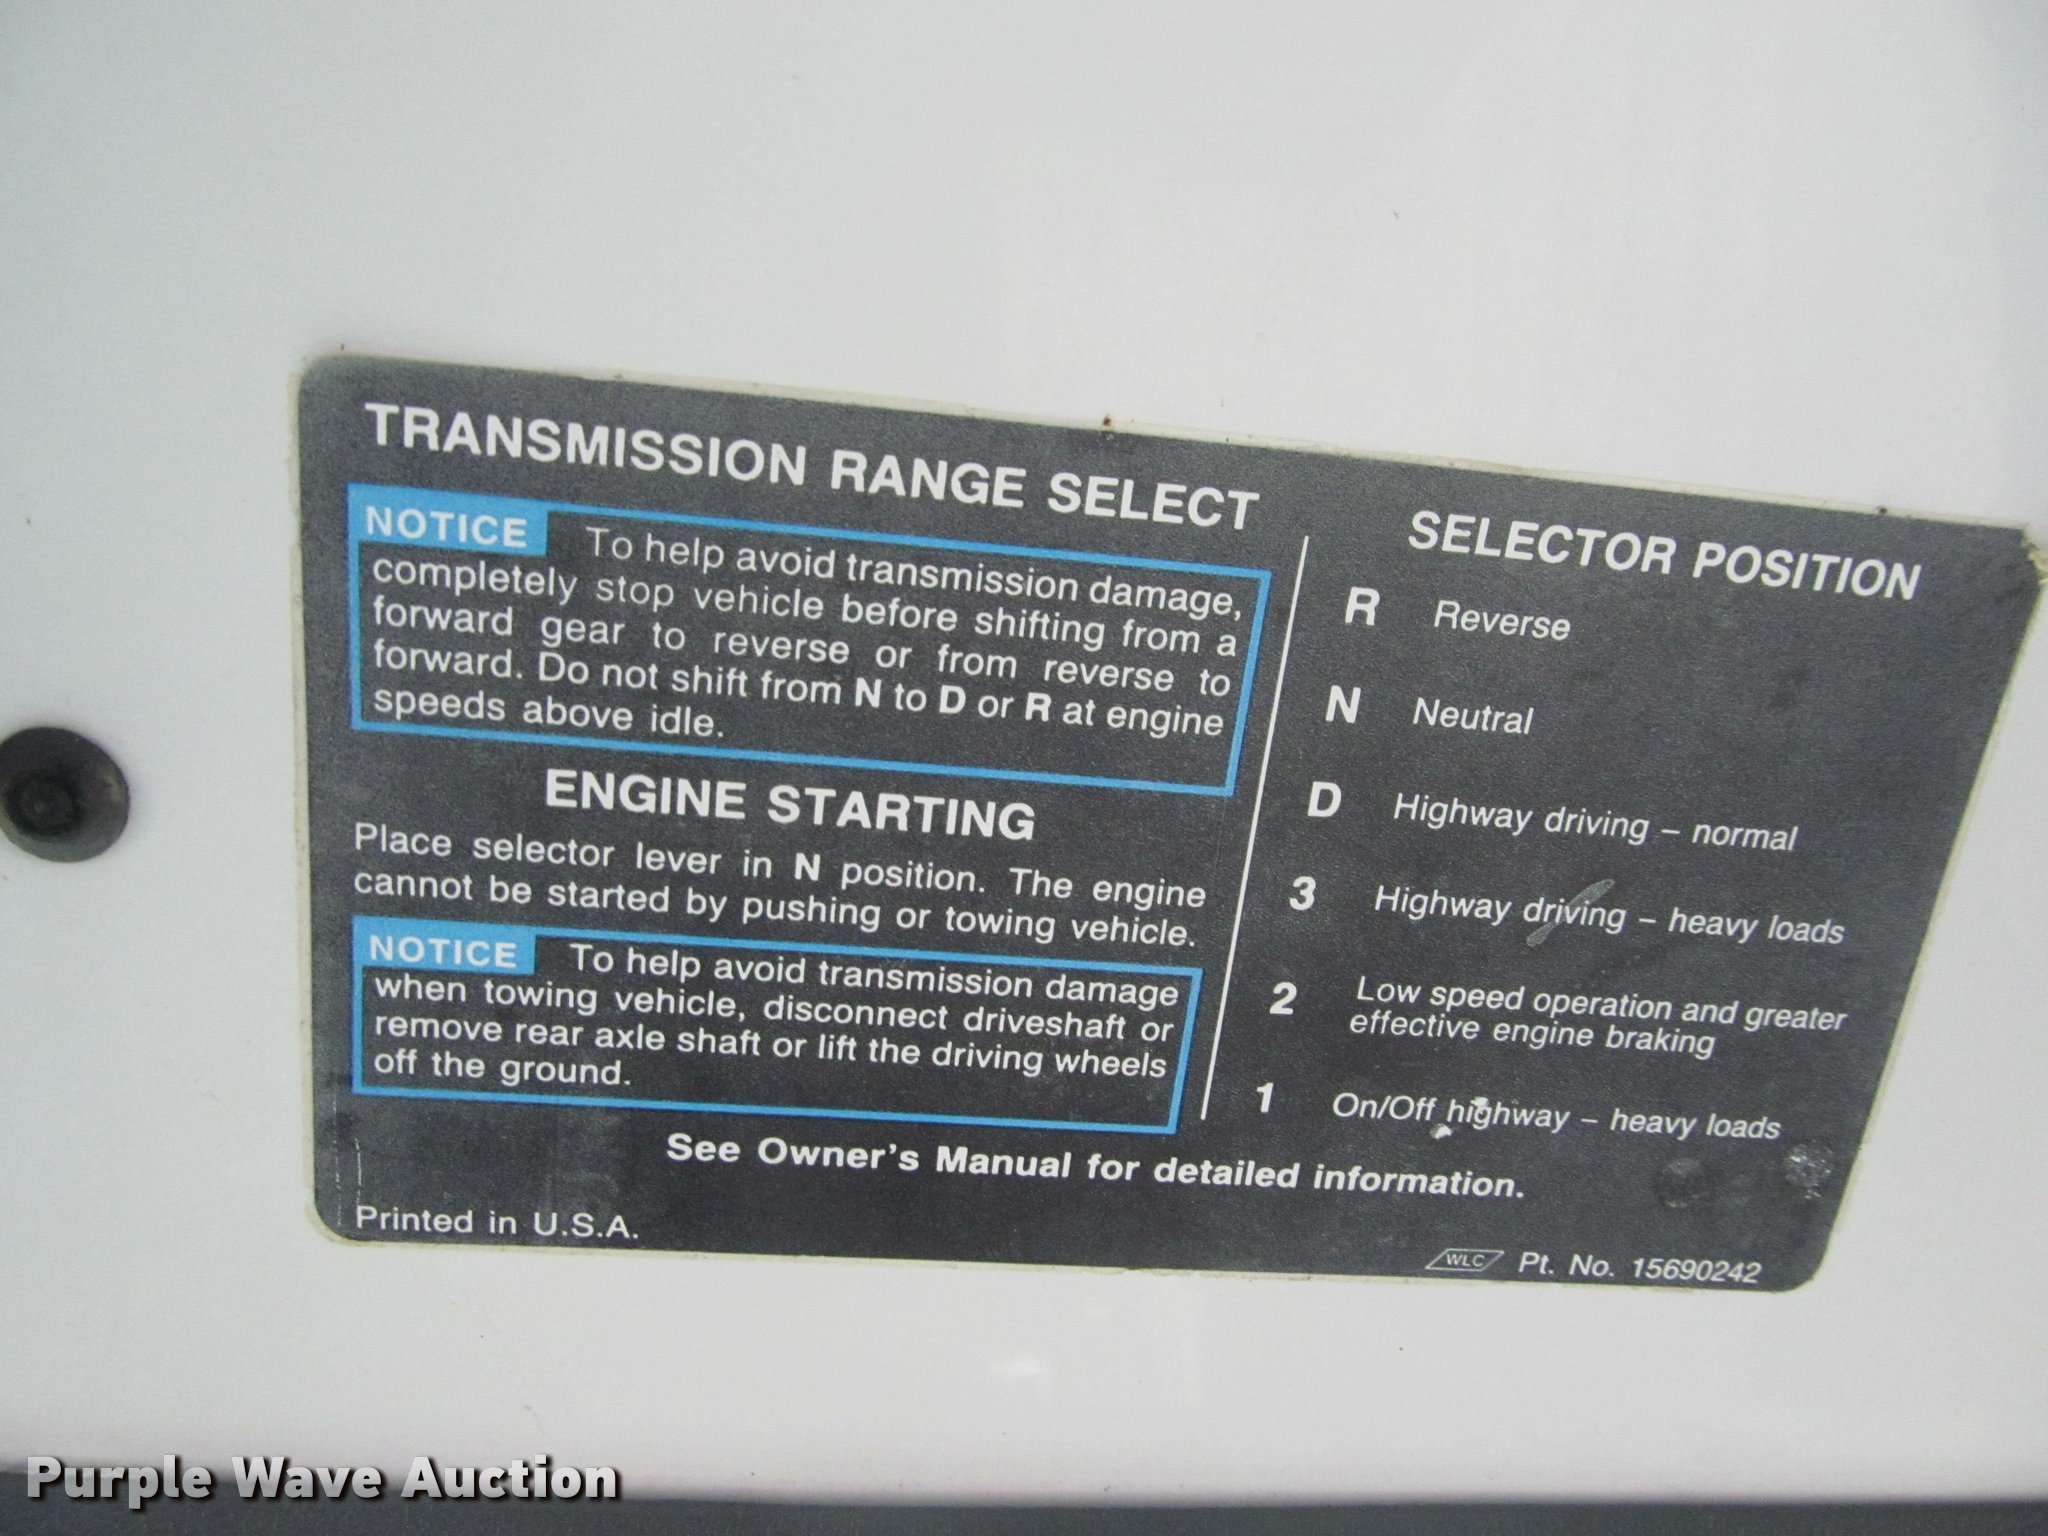 TRANSMISSION RANGE SELECT
NOTICE To help avoid transmission damage,
completely stop vehicle before shifting from a
forward gear to reverse or from reverse to
forward. Do not shift from N to D or R at engine
speeds above idle.
ENGINE STARTING
Place selector lever in N position. The engine
cannot be started by pushing or towing vehicle.
NOTICE To help avoid transmission damage
when towing vehicle, disconnect driveshaft or
remove rear axle shaft or lift the driving wheels
off the ground.
SELECTOR POSITION
R Reverse
N Neutral
D Highway driving – normal
3 Highway driving – heavy loads
2 Low speed operation and greater
effective engine braking
1 On/Off highway – heavy loads
See Owner's Manual for detailed information.
Printed in U.S.A.
WLC Pt. No. 15690242
Purple Wave Auction